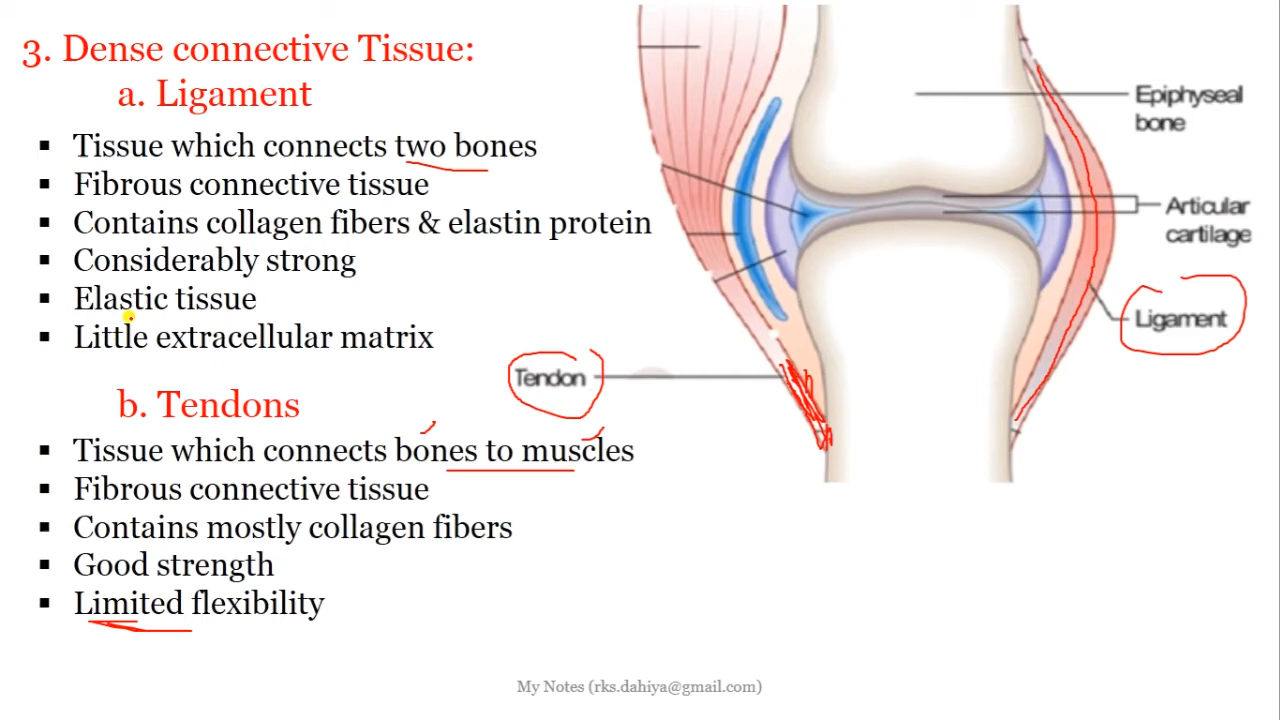 3. Dense connective Tissue:
a. Ligament
▪ Tissue which connects two bones
▪ Fibrous connective tissue
▪ Contains collagen fibers & elastin protein
▪ Considerably strong
▪ Elastic tissue
▪ Little extracellular matrix
b. Tendons
▪ Tissue which connects bones to muscles
▪ Fibrous connective tissue
▪ Contains mostly collagen fibers
▪ Good strength
▪ Limited flexibility
Epiphyseal
bone
Articular
cartilage
Ligament
Tendon
My Notes (rks.dahiya@gmail.com)